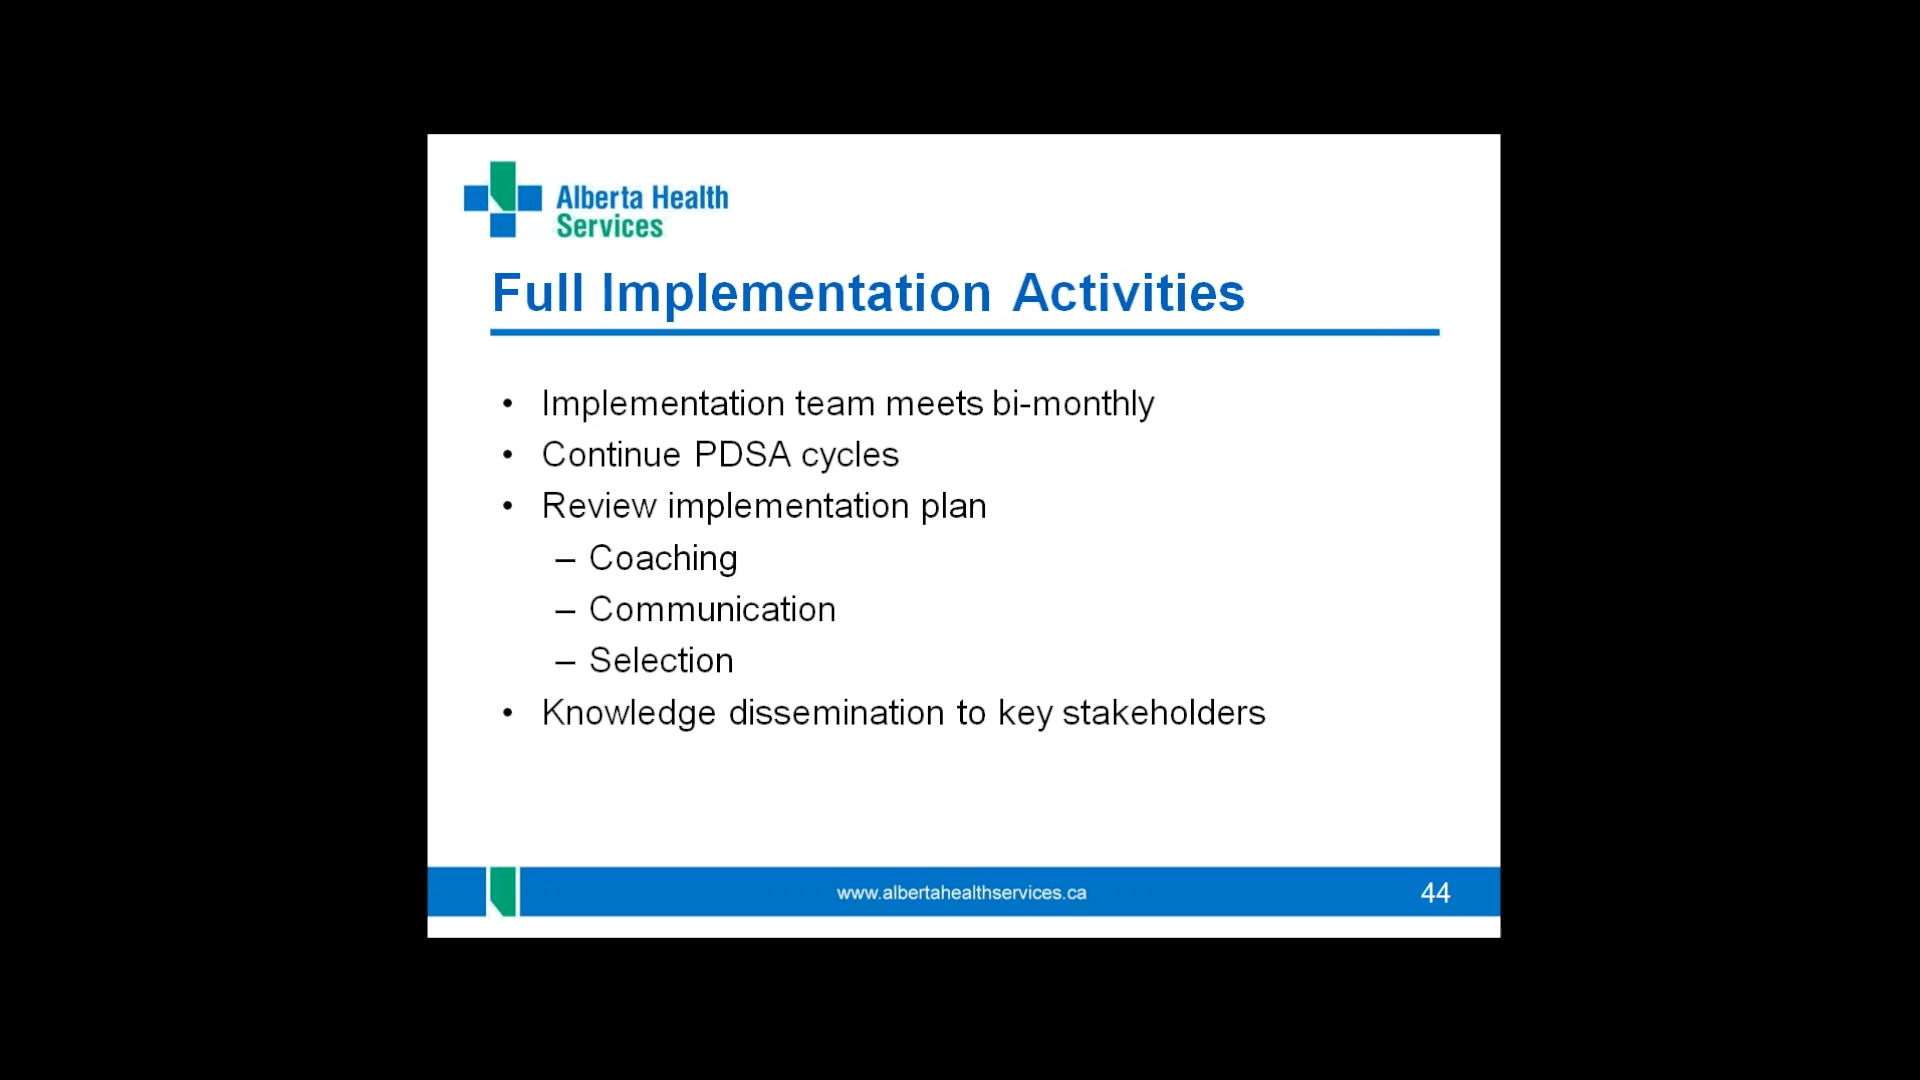 Alberta Health
Services
Full Implementation Activities
• Implementation team meets bi-monthly
• Continue PDSA cycles
• Review implementation plan
– Coaching
– Communication
– Selection
• Knowledge dissemination to key stakeholders
www.albertahealthservices.ca
44